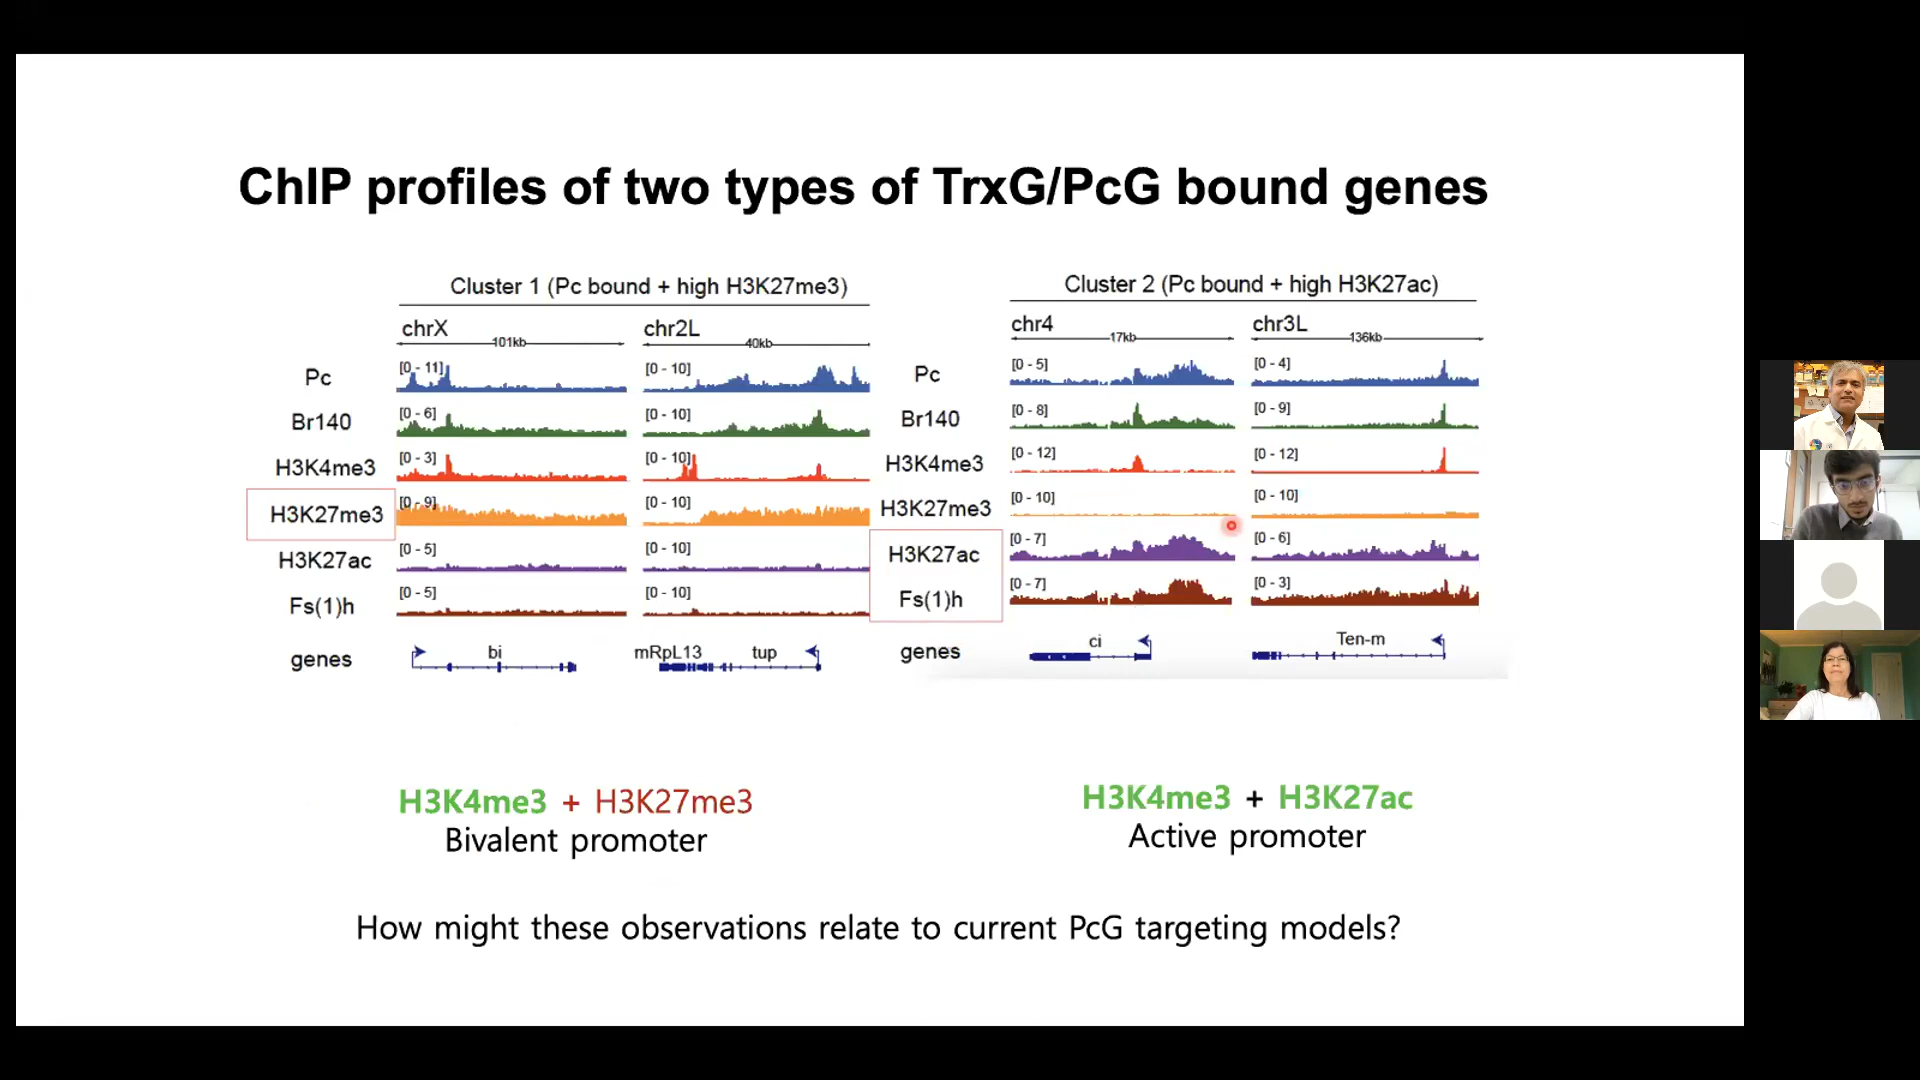 ChIP profiles of two types of TrxG/PcG bound genes
Cluster 1 (Pc bound + high H3K27me3)
chrX
101kb
chr2L
40kb
Pc
[0 - 11]
[0 - 10]
Br140
[0 - 6]
[0 - 10]
H3K4me3
[0 - 3]
[0 - 10]
H3K27me3
[0 - 9]
[0 - 10]
H3K27ac
[0 - 5]
[0 - 10]
Fs(1)h
[0 - 5]
[0 - 10]
genes
bi
mRpL13
tup
Cluster 2 (Pc bound + high H3K27ac)
chr4
17kb
chr3L
136kb
Pc
[0 - 5]
[0 - 4]
Br140
[0 - 8]
[0 - 9]
H3K4me3
[0 - 12]
[0 - 12]
H3K27me3
[0 - 10]
[0 - 10]
H3K27ac
[0 - 7]
[0 - 6]
Fs(1)h
[0 - 7]
[0 - 3]
genes
ci
Ten-m
H3K4me3 + H3K27me3
Bivalent promoter
H3K4me3 + H3K27ac
Active promoter
How might these observations relate to current PcG targeting models?